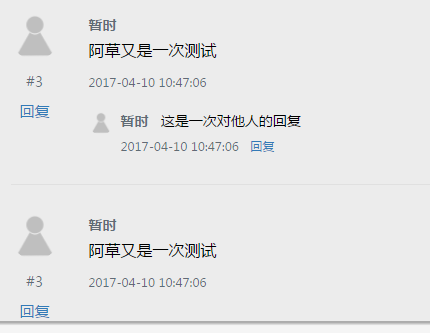 暂时
阿草又是一次测试
#3
2017-04-10 10:47:06
回复
暂时 这是一次对他人的回复
2017-04-10 10:47:06 回复
暂时
阿草又是一次测试
#3
2017-04-10 10:47:06
回复